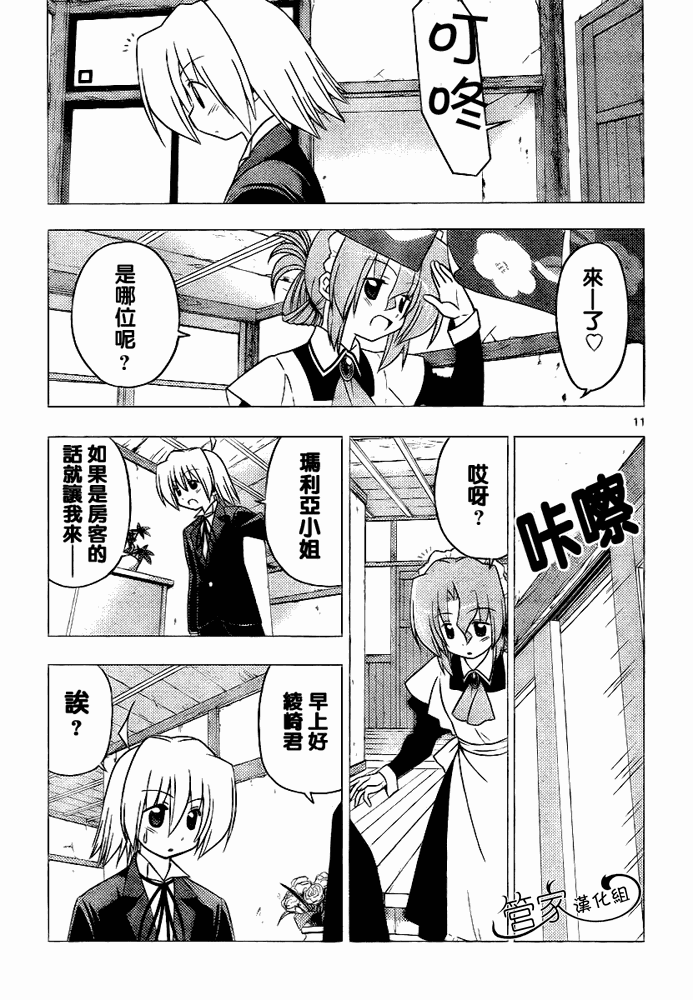 叮咚
來ー了♡
是哪位呢？
11
咔嚓
哎呀？
瑪利亞小姐
如果是房客的
話就讓我來——
早上好
綾崎君
誒？
管家漢化組